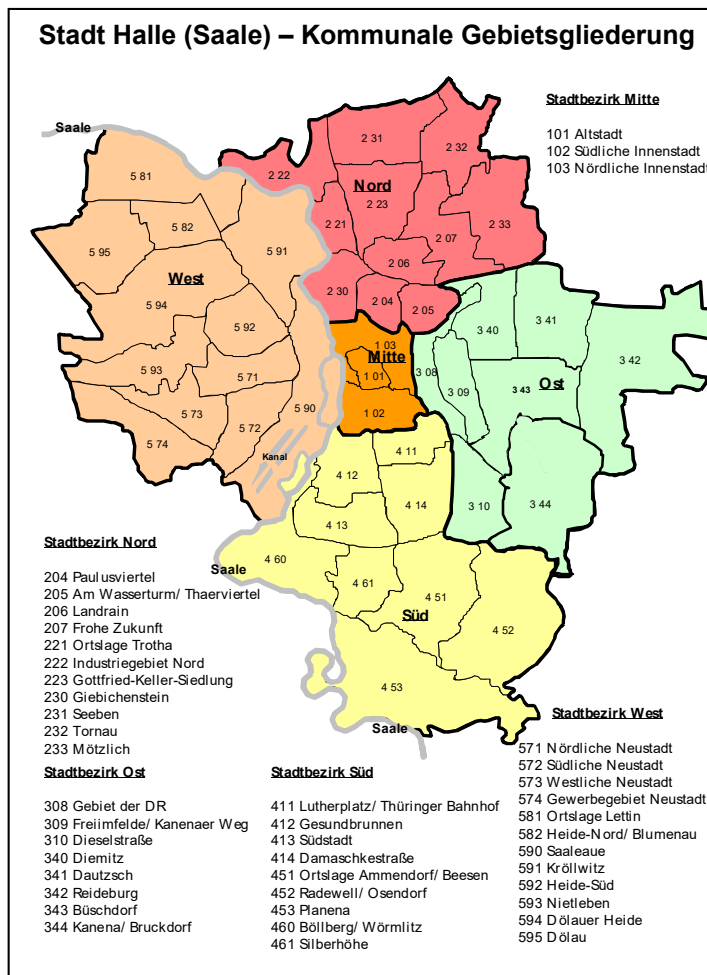 Stadt Halle (Saale) – Kommunale Gebietsgliederung
Stadtbezirk Mitte
101 Altstadt
102 Südliche Innenstadt
103 Nördliche Innenstadt
Saale
2 31
2 32
5 81
2 22
Nord
2 23
2 21
5 82
2 33
2 07
5 91
5 95
2 06
West
2 30
2 04
2 05
5 94
3 41
5 92
3 40
1 03
Mitte
3 42
3 08
5 93
5 71
1 01
Ost
3 09
3 43
5 73
5 90
1 02
5 72
5 74
4 11
Kanal
4 12
4 14
3 10
3 44
4 13
4 60
Saale
4 61
4 51
Süd
4 52
4 53
Saale
Stadtbezirk Nord
204 Paulusviertel
205 Am Wasserturm/ Thaerviertel
206 Landrain
207 Frohe Zukunft
221 Ortslage Trotha
222 Industriegebiet Nord
223 Gottfried-Keller-Siedlung
230 Giebichenstein
231 Seeben
232 Tornau
233 Mötzlich
Stadtbezirk Ost
308 Gebiet der DR
309 Freiimfelde/ Kanenaer Weg
310 Dieselstraße
340 Diemitz
341 Dautzsch
342 Reideburg
343 Büschdorf
344 Kanena/ Bruckdorf
Stadtbezirk Süd
411 Lutherplatz/ Thüringer Bahnhof
412 Gesundbrunnen
413 Südstadt
414 Damaschkestraße
451 Ortslage Ammendorf/ Beesen
452 Radewell/ Osendorf
453 Planena
460 Böllberg/ Wörmlitz
461 Silberhöhe
Stadtbezirk West
571 Nördliche Neustadt
572 Südliche Neustadt
573 Westliche Neustadt
574 Gewerbegebiet Neustadt
581 Ortslage Lettin
582 Heide-Nord/ Blumenau
590 Saaleaue
591 Kröllwitz
592 Heide-Süd
593 Nietleben
594 Dölauer Heide
595 Dölau